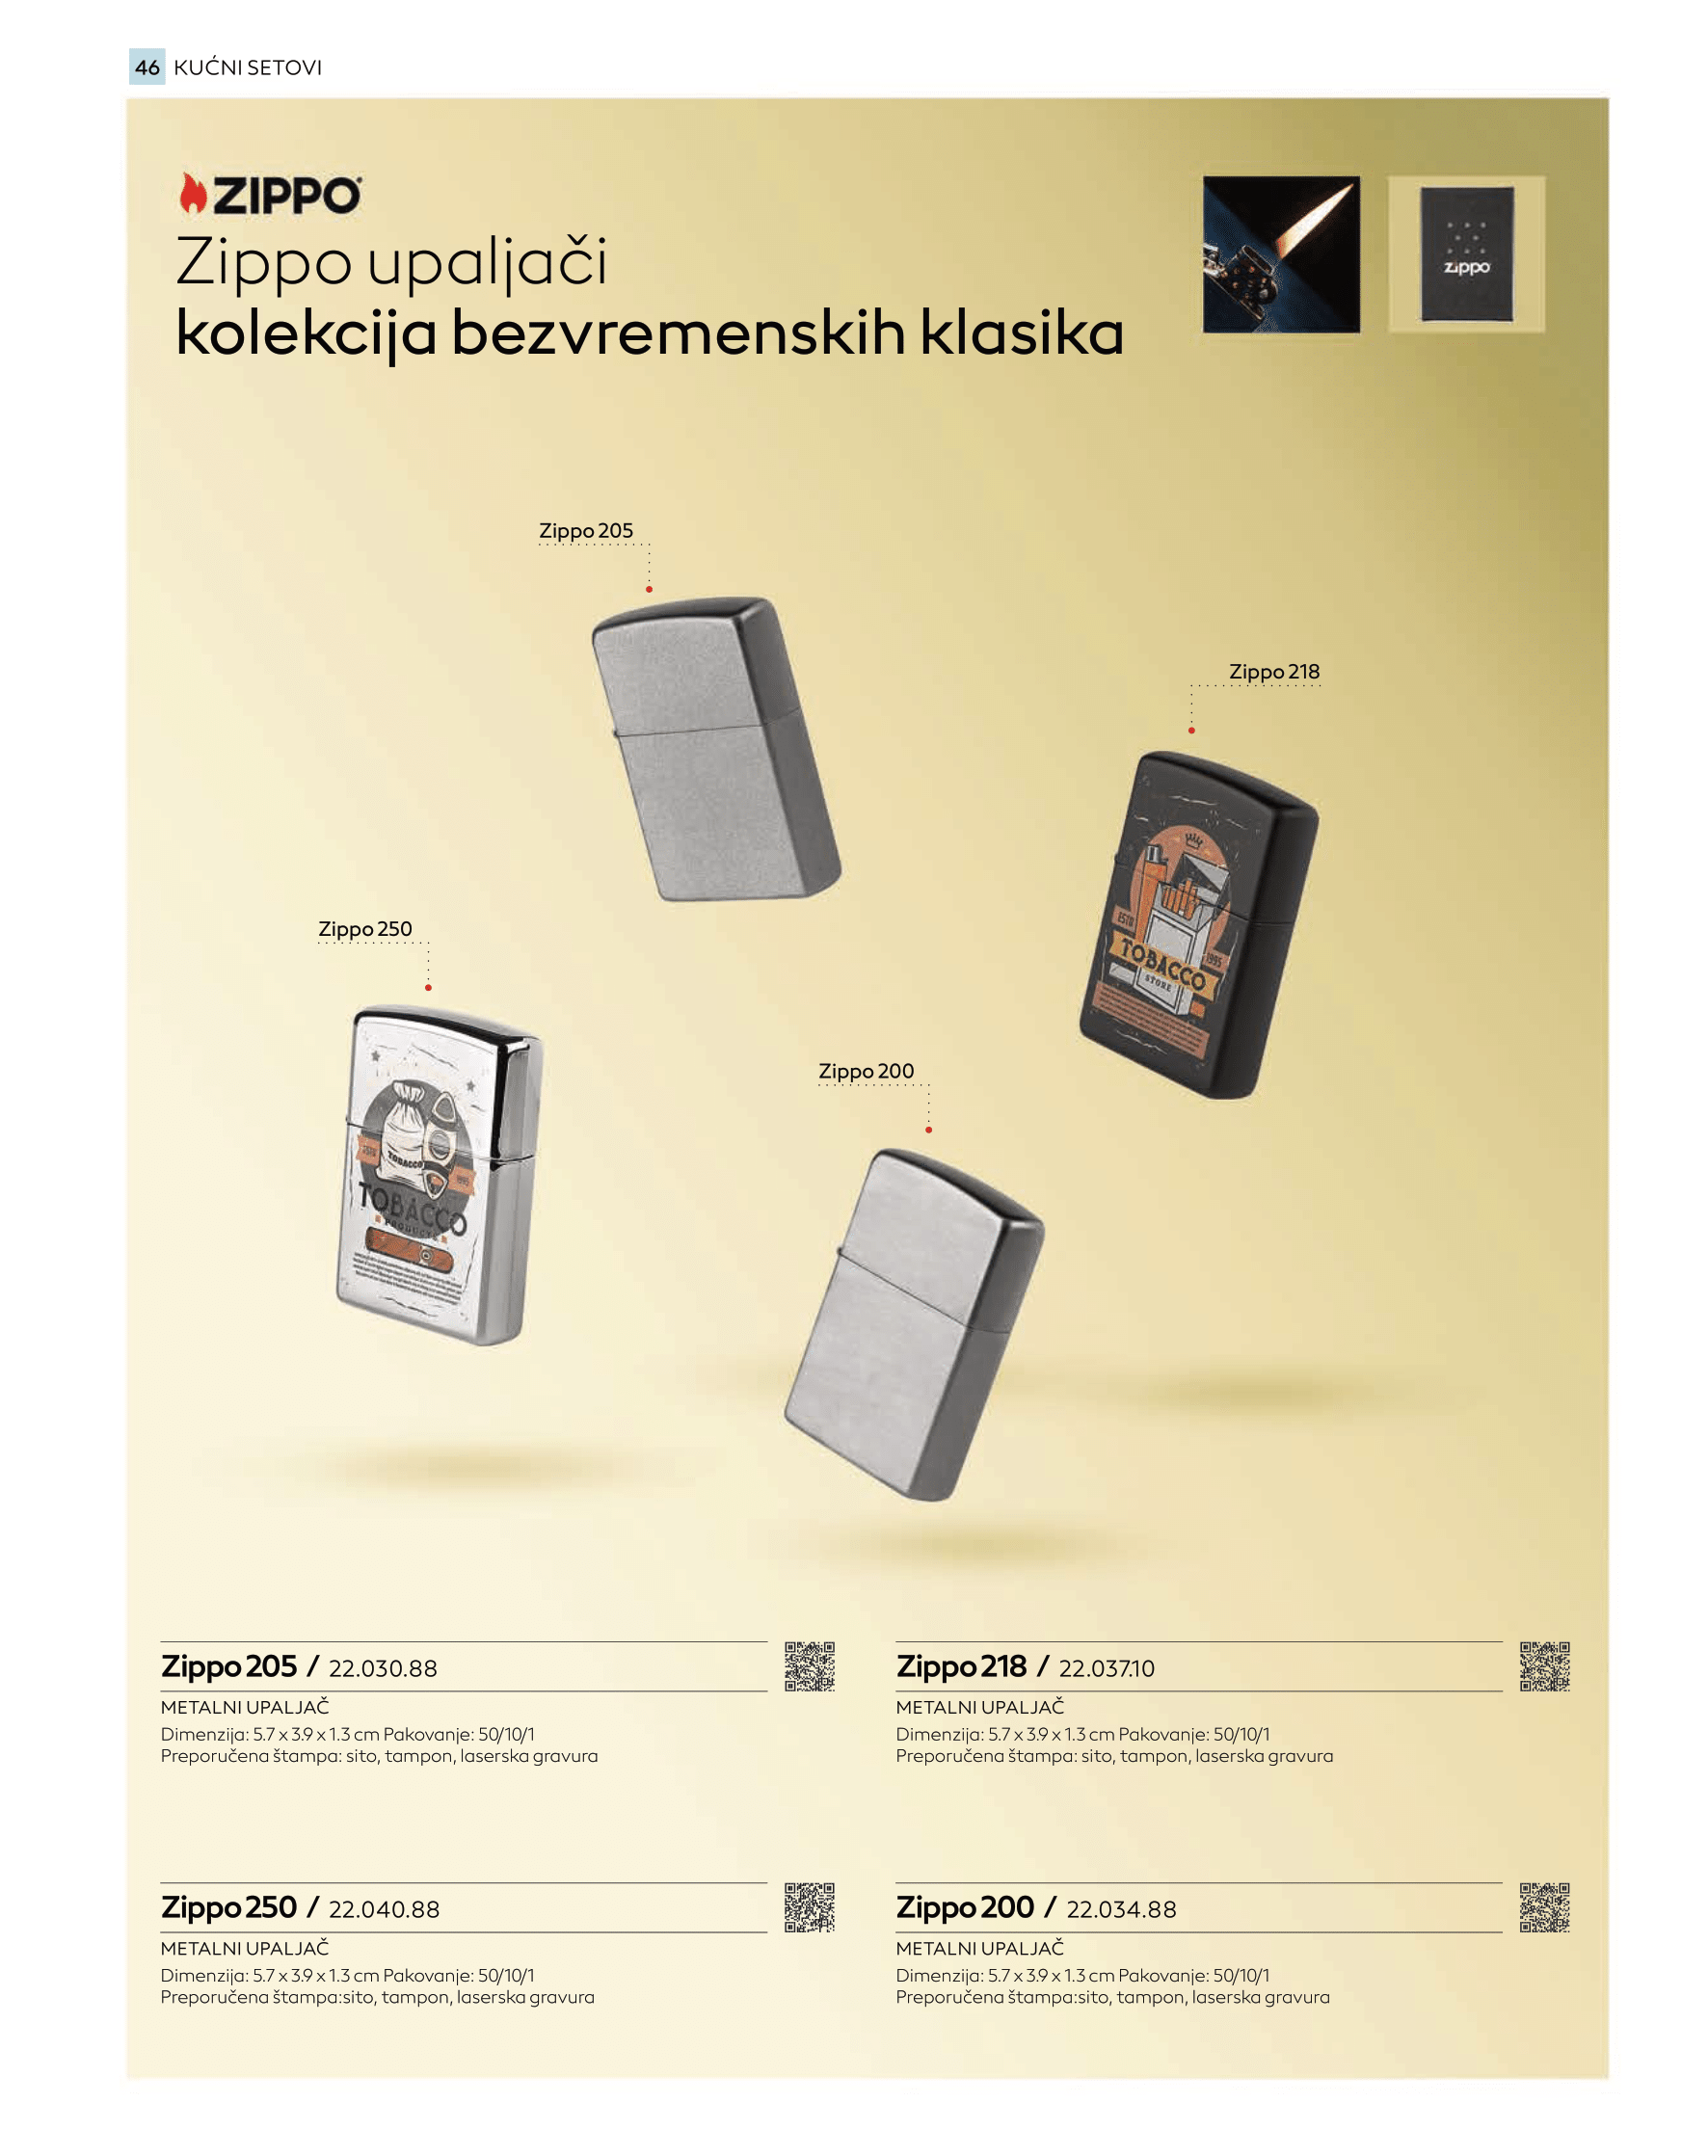 46 KUĆNI SETOVI
ZIPPO
Zippo upaljači
kolekcija bezvremenskih klasika
zippo
Zippo 205
Zippo 218
ESTD
1995
TOBACCO
STORE
Zippo 250
TOBACCO
1995
TOBACCO
PRODUCTS
Zippo 200
Zippo 205 / 22.030.88
METALNI UPALJAČ
Dimenzija: 5.7 x 3.9 x 1.3 cm Pakovanje: 50/10/1
Preporučena štampa: sito, tampon, laserska gravura
Zippo 218 / 22.037.10
METALNI UPALJAČ
Dimenzija: 5.7 x 3.9 x 1.3 cm Pakovanje: 50/10/1
Preporučena štampa: sito, tampon, laserska gravura
Zippo 250 / 22.040.88
METALNI UPALJAČ
Dimenzija: 5.7 x 3.9 x 1.3 cm Pakovanje: 50/10/1
Preporučena štampa:sito, tampon, laserska gravura
Zippo 200 / 22.034.88
METALNI UPALJAČ
Dimenzija: 5.7 x 3.9 x 1.3 cm Pakovanje: 50/10/1
Preporučena štampa:sito, tampon, laserska gravura